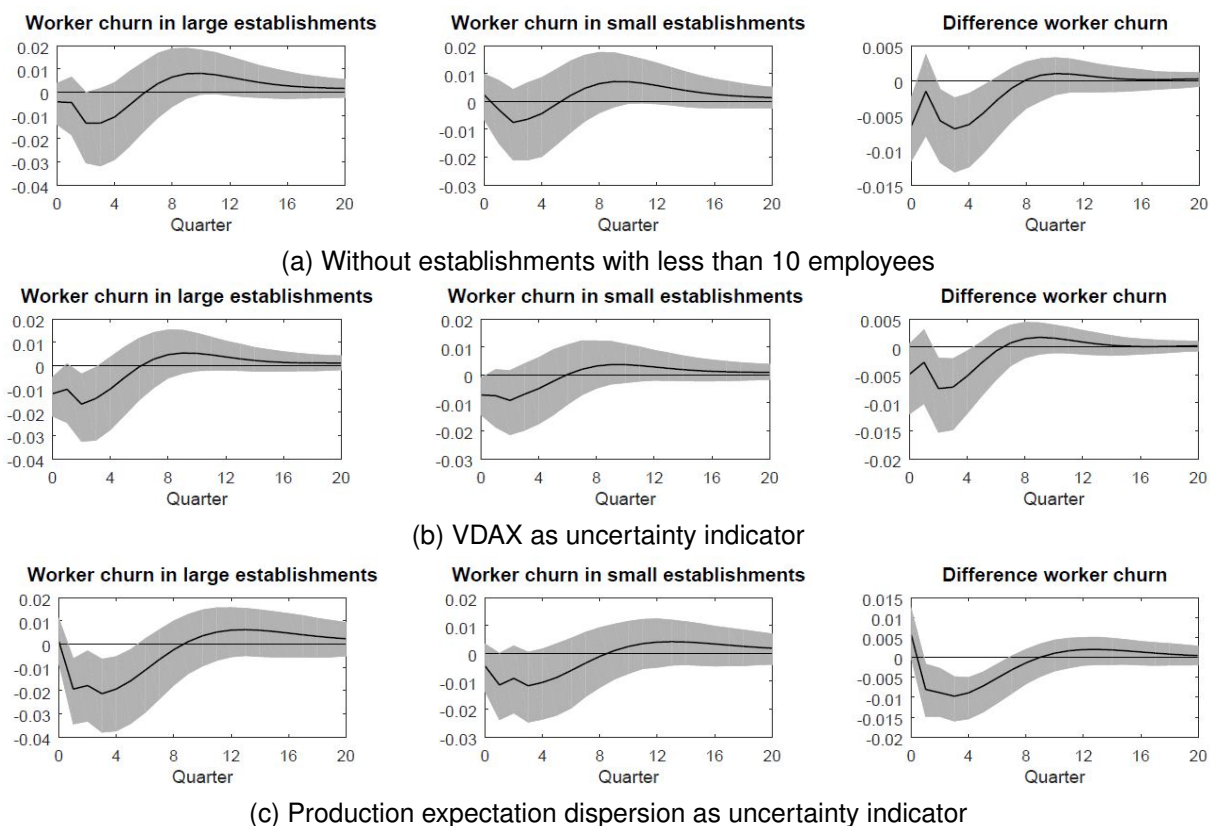 Worker churn in large establishments
0.02
0.01
0
-0.01
-0.02
-0.03
-0.04
0 4 8 12 16 20
Quarter
Worker churn in small establishments
0.02
0.01
0
-0.01
-0.02
-0.03
0 4 8 12 16 20
Quarter
Difference worker churn
0.005
0
-0.005
-0.01
-0.015
0 4 8 12 16 20
Quarter
(a) Without establishments with less than 10 employees
Worker churn in large establishments
0.02
0.01
0
-0.01
-0.02
-0.03
-0.04
0 4 8 12 16 20
Quarter
Worker churn in small establishments
0.02
0.01
0
-0.01
-0.02
-0.03
0 4 8 12 16 20
Quarter
Difference worker churn
0.005
0
-0.005
-0.01
-0.015
-0.02
0 4 8 12 16 20
Quarter
(b) VDAX as uncertainty indicator
Worker churn in large establishments
0.02
0.01
0
-0.01
-0.02
-0.03
-0.04
0 4 8 12 16 20
Quarter
Worker churn in small establishments
0.02
0.01
0
-0.01
-0.02
-0.03
0 4 8 12 16 20
Quarter
Difference worker churn
0.015
0.01
0.005
0
-0.005
-0.01
-0.015
-0.02
0 4 8 12 16 20
Quarter
(c) Production expectation dispersion as uncertainty indicator